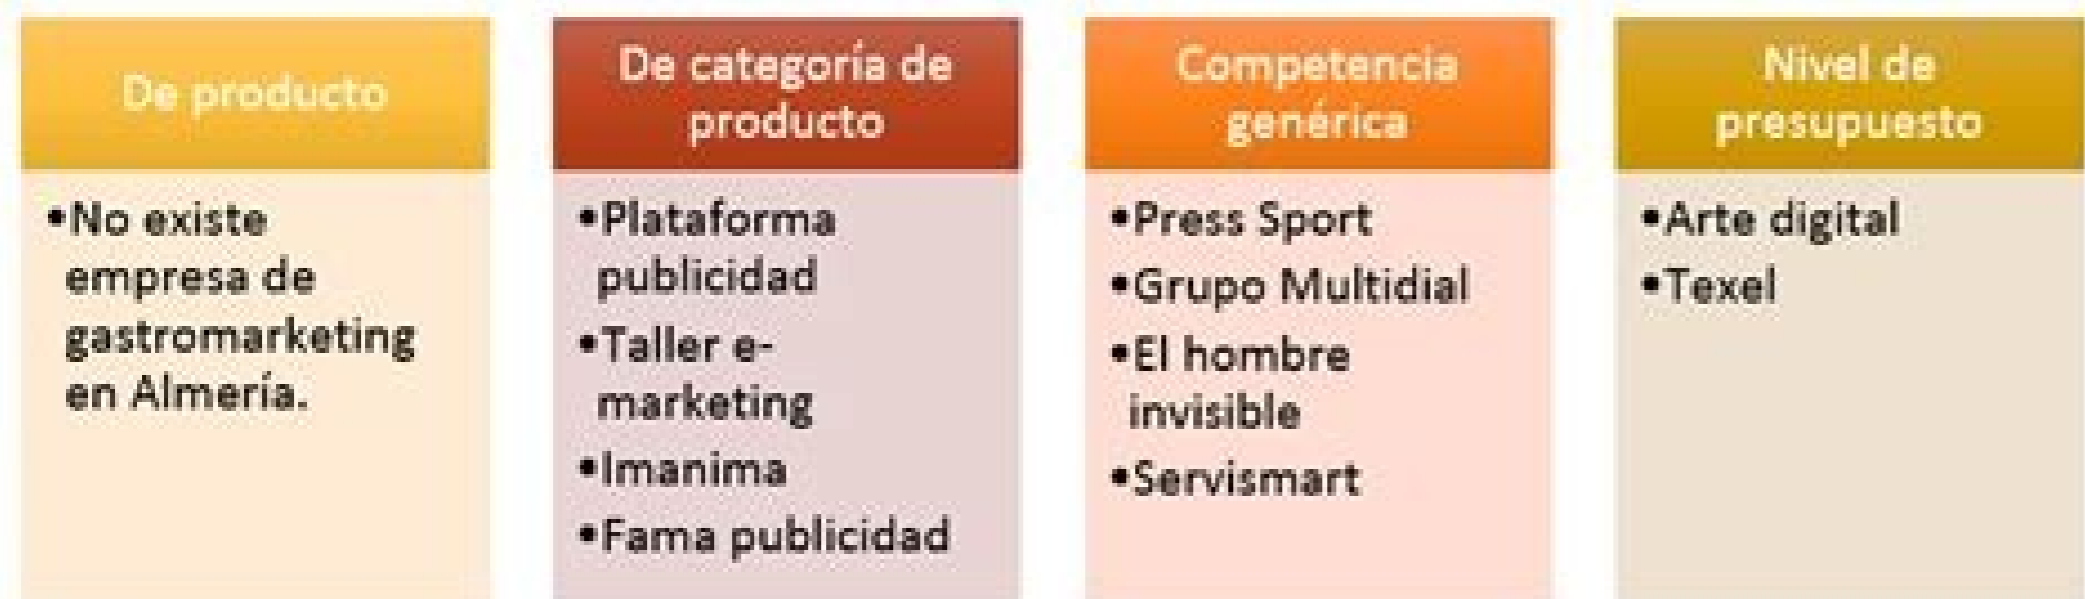 De producto
•No existe
empresa de
gastromarketing
en Almería.
De categoría de
producto
•Plataforma
publicidad
•Taller e-
marketing
•Imanima
•Fama publicidad
Competencia
genérica
•Press Sport
•Grupo Multidial
•El hombre
invisible
•Servismart
Nivel de
presupuesto
•Arte digital
•Texel